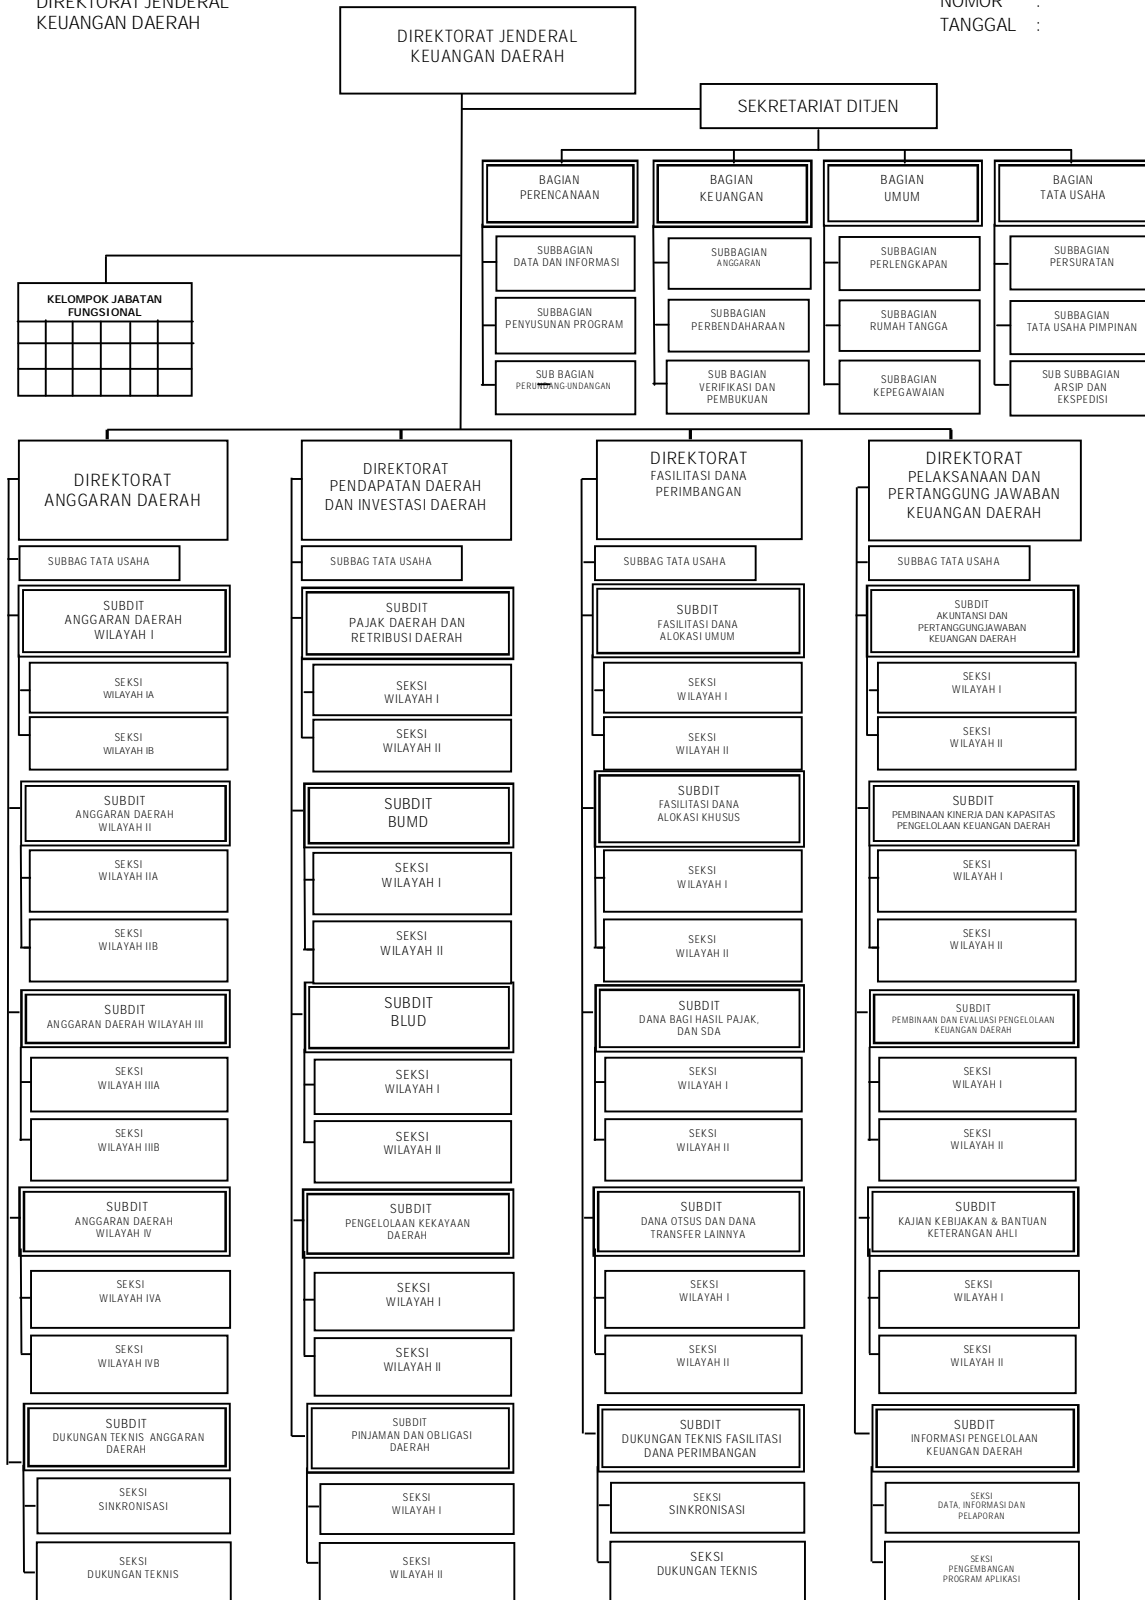 DIREKTORAT JENDERAL
KEUANGAN DAERAH
NOMOR :
TANGGAL :
DIREKTORAT JENDERAL
KEUANGAN DAERAH
SEKRETARIAT DITJEN
BAGIAN
PERENCANAAN
BAGIAN
KEUANGAN
BAGIAN
UMUM
BAGIAN
TATA USAHA
SUBBAGIAN
DATA DAN INFORMASI
SUBBAGIAN
ANGGARAN
SUBBAGIAN
PERLENGKAPAN
SUBBAGIAN
PERSURATAN
SUBBAGIAN
PENYUSUNAN PROGRAM
SUBBAGIAN
PERBENDAHARAAN
SUBBAGIAN
RUMAH TANGGA
SUBBAGIAN
TATA USAHA PIMPINAN
SUB BAGIAN
PERUNDANG-UNDANGAN
SUB BAGIAN
VERIFIKASI DAN
PEMBUKUAN
SUBBAGIAN
KEPEGAWAIAN
SUB SUBBAGIAN
ARSIP DAN
EKSPEDISI
KELOMPOK JABATAN
FUNGSIONAL
DIREKTORAT
ANGGARAN DAERAH
SUBBAG TATA USAHA
SUBDIT
ANGGARAN DAERAH
WILAYAH I
SEKSI
WILAYAH IA
SEKSI
WILAYAH IB
SUBDIT
ANGGARAN DAERAH
WILAYAH II
SEKSI
WILAYAH IIA
SEKSI
WILAYAH IIB
SUBDIT
ANGGARAN DAERAH WILAYAH III
SEKSI
WILAYAH IIIA
SEKSI
WILAYAH IIIB
SUBDIT
ANGGARAN DAERAH
WILAYAH IV
SEKSI
WILAYAH IVA
SEKSI
WILAYAH IVB
SUBDIT
DUKUNGAN TEKNIS ANGGARAN
DAERAH
SEKSI
SINKRONISASI
SEKSI
DUKUNGAN TEKNIS
DIREKTORAT
PENDAPATAN DAERAH
DAN INVESTASI DAERAH
SUBBAG TATA USAHA
SUBDIT
PAJAK DAERAH DAN
RETRIBUSI DAERAH
SEKSI
WILAYAH I
SEKSI
WILAYAH II
SUBDIT
BUMD
SEKSI
WILAYAH I
SEKSI
WILAYAH II
SUBDIT
BLUD
SEKSI
WILAYAH I
SEKSI
WILAYAH II
SUBDIT
PENGELOLAAN KEKAYAAN
DAERAH
SEKSI
WILAYAH I
SEKSI
WILAYAH II
SUBDIT
PINJAMAN DAN OBLIGASI
DAERAH
SEKSI
WILAYAH I
SEKSI
WILAYAH II
DIREKTORAT
FASILITASI DANA
PERIMBANGAN
SUBBAG TATA USAHA
SUBDIT
FASILITASI DANA
ALOKASI UMUM
SEKSI
WILAYAH I
SEKSI
WILAYAH II
SUBDIT
FASILITASI DANA
ALOKASI KHUSUS
SEKSI
WILAYAH I
SEKSI
WILAYAH II
SUBDIT
DANA BAGI HASIL PAJAK,
DAN SDA
SEKSI
WILAYAH I
SEKSI
WILAYAH II
SUBDIT
DANA OTSUS DAN DANA
TRANSFER LAINNYA
SEKSI
WILAYAH I
SEKSI
WILAYAH II
SUBDIT
DUKUNGAN TEKNIS FASILITASI
DANA PERIMBANGAN
SEKSI
SINKRONISASI
SEKSI
DUKUNGAN TEKNIS
DIREKTORAT
PELAKSANAAN DAN
PERTANGGUNG JAWABAN
KEUANGAN DAERAH
SUBBAG TATA USAHA
SUBDIT
AKUNTANSI DAN
PERTANGGUNGJAWABAN
KEUANGAN DAERAH
SEKSI
WILAYAH I
SEKSI
WILAYAH II
SUBDIT
PEMBINAAN KINERJA DAN KAPASITAS
PENGELOLAAN KEUANGAN DAERAH
SEKSI
WILAYAH I
SEKSI
WILAYAH II
SUBDIT
PEMBINAAN DAN EVALUASI PENGELOLAAN
KEUANGAN DAERAH
SEKSI
WILAYAH I
SEKSI
WILAYAH II
SUBDIT
KAJIAN KEBIJAKAN & BANTUAN
KETERANGAN AHLI
SEKSI
WILAYAH I
SEKSI
WILAYAH II
SUBDIT
INFORMASI PENGELOLAAN
KEUANGAN DAERAH
SEKSI
DATA, INFORMASI DAN
PELAPORAN
SEKSI
PENGEMBANGAN
PROGRAM APLIKASI